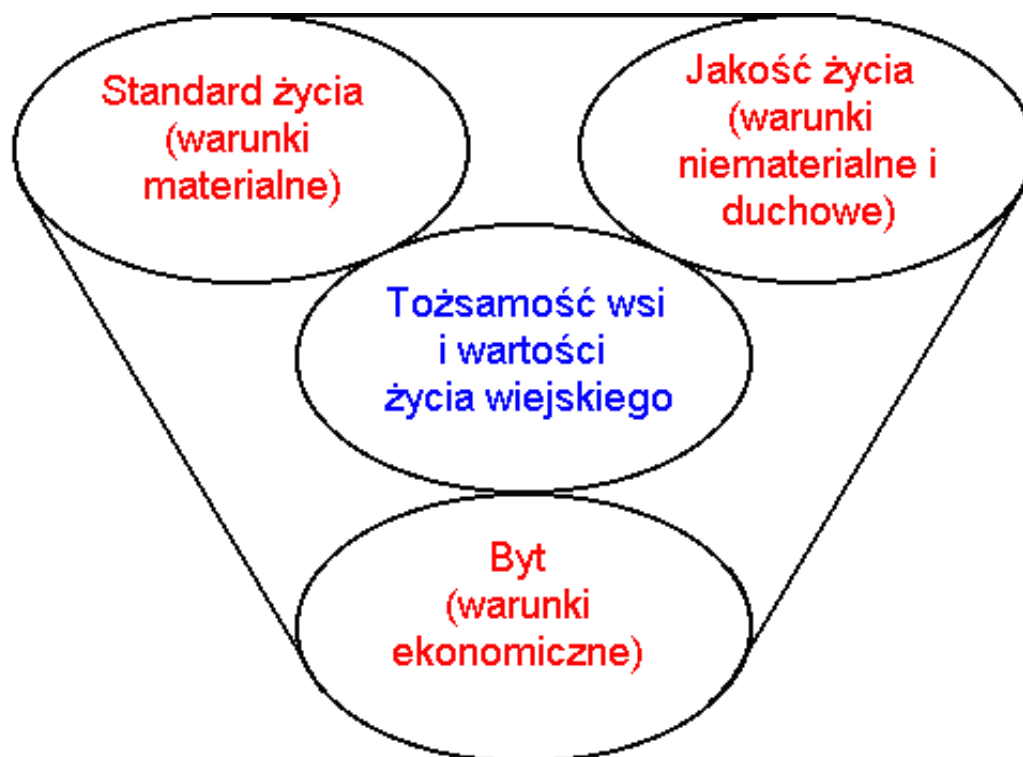 Standard życia
(warunki
materialne)
Jakość życia
(warunki
niematerialne i
duchowe)
Tożsamość wsi
i wartości
życia wiejskiego
Byt
(warunki
ekonomiczne)